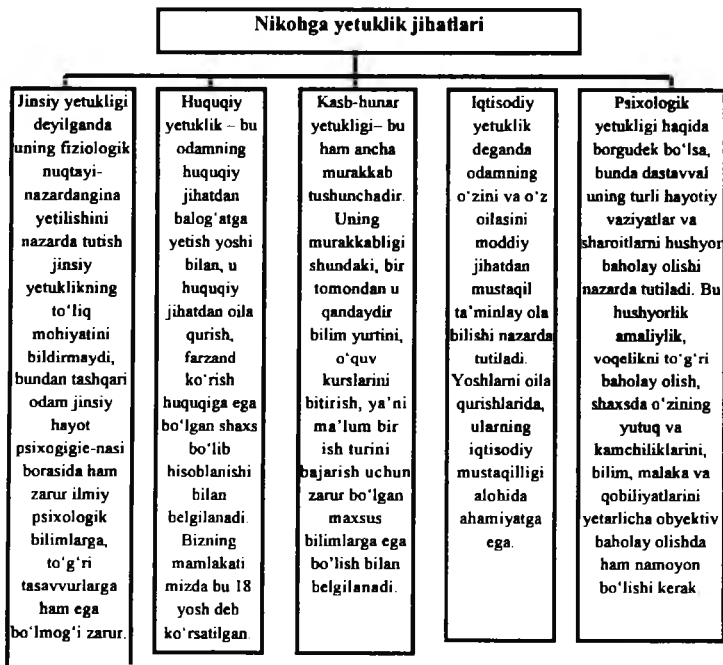 Nikohga yetuklik jihatlari
Jinsiy yetukligi
deyilganda
uning fiziologik
nuqtayi-
nazardangina
yetilishini
nazarda tutish
jinsiy
yetuklikning
to‘liq
mohiyatini
bildirmaydi,
bundan tashqari
odam jinsiy
hayot
psixogigie-nasi
borasida ham
zarur ilmiy
psixologik
bilimlarga,
to‘g‘ri
tasavvurlarga
ham ega
bo‘lmog‘i zarur.
Huquqiy
yetuklik – bu
odamning
huquqiy
jihatdan
balog‘atga
yetish yoshi
bilan, u
huquqiy
jihatdan oila
qurish,
farzand
ko‘rish
huquqiga ega
bo‘lgan shaxs
bo‘lib
hisoblanishi
bilan
belgilanadi.
Bizning
mamlakati
mizda bu 18
yosh deb
ko‘rsatilgan.
Kasb-hunar
yetukligi– bu
ham ancha
murakkab
tushunchadir.
Uning
murakkabligi
shundaki, bir
tomondan u
qandaydir
bilim yurtini,
o‘quv
kurslarini
bitirish, ya’ni
ma’lum bir
ish turini
bajarish uchun
zarur bo‘lgan
maxsus
bilimlarga ega
bo’lish bilan
belgilanadi.
Iqtisodiy
yetuklik
deganda
odamning
o’zini va o’z
oilasini
moddiy
jihatdan
mustaqil
ta’minlay ola
bilishi nazarda
tutiladi.
Yoshlarni oila
qurishlarida,
ularning
iqtisodiy
mustaqilligi
alohida
ahamiyatga
ega.
Psixologik
yetukligi haqida
borgudek bo‘lsa,
bunda dastavval
uning turli hayotiy
vaziyatlar va
sharoitlarni hushyor
baholay olishi
nazarda tutiladi. Bu
hushyorlik
amaliylik,
voqelikni to‘g‘ri
baholay olish,
shaxsda o‘zining
yutuq va
kamchiliklarini,
bilim, malaka va
qobiliyatlarini
yetarlicha obyektiv
baholay olishda
ham namoyon
bo‘lishi kerak